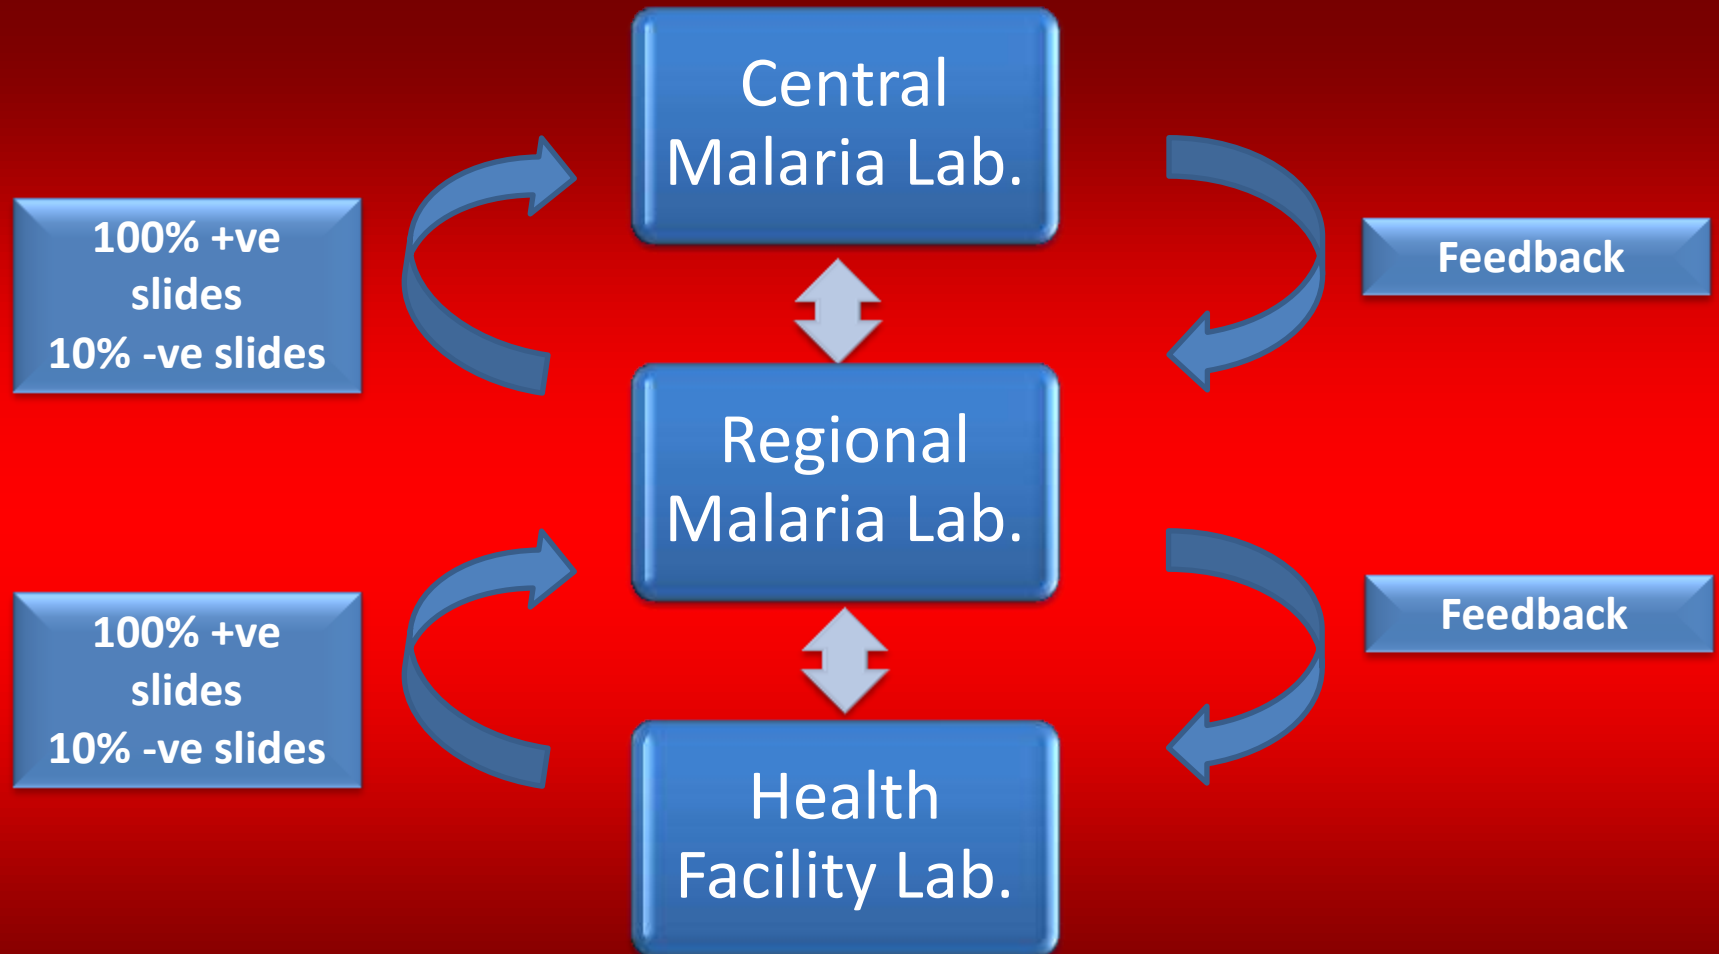 Central
Malaria Lab.
100% +ve
slides
10% -ve slides
Feedback
Regional
Malaria Lab.
100% +ve
slides
10% -ve slides
Feedback
Health
Facility Lab.